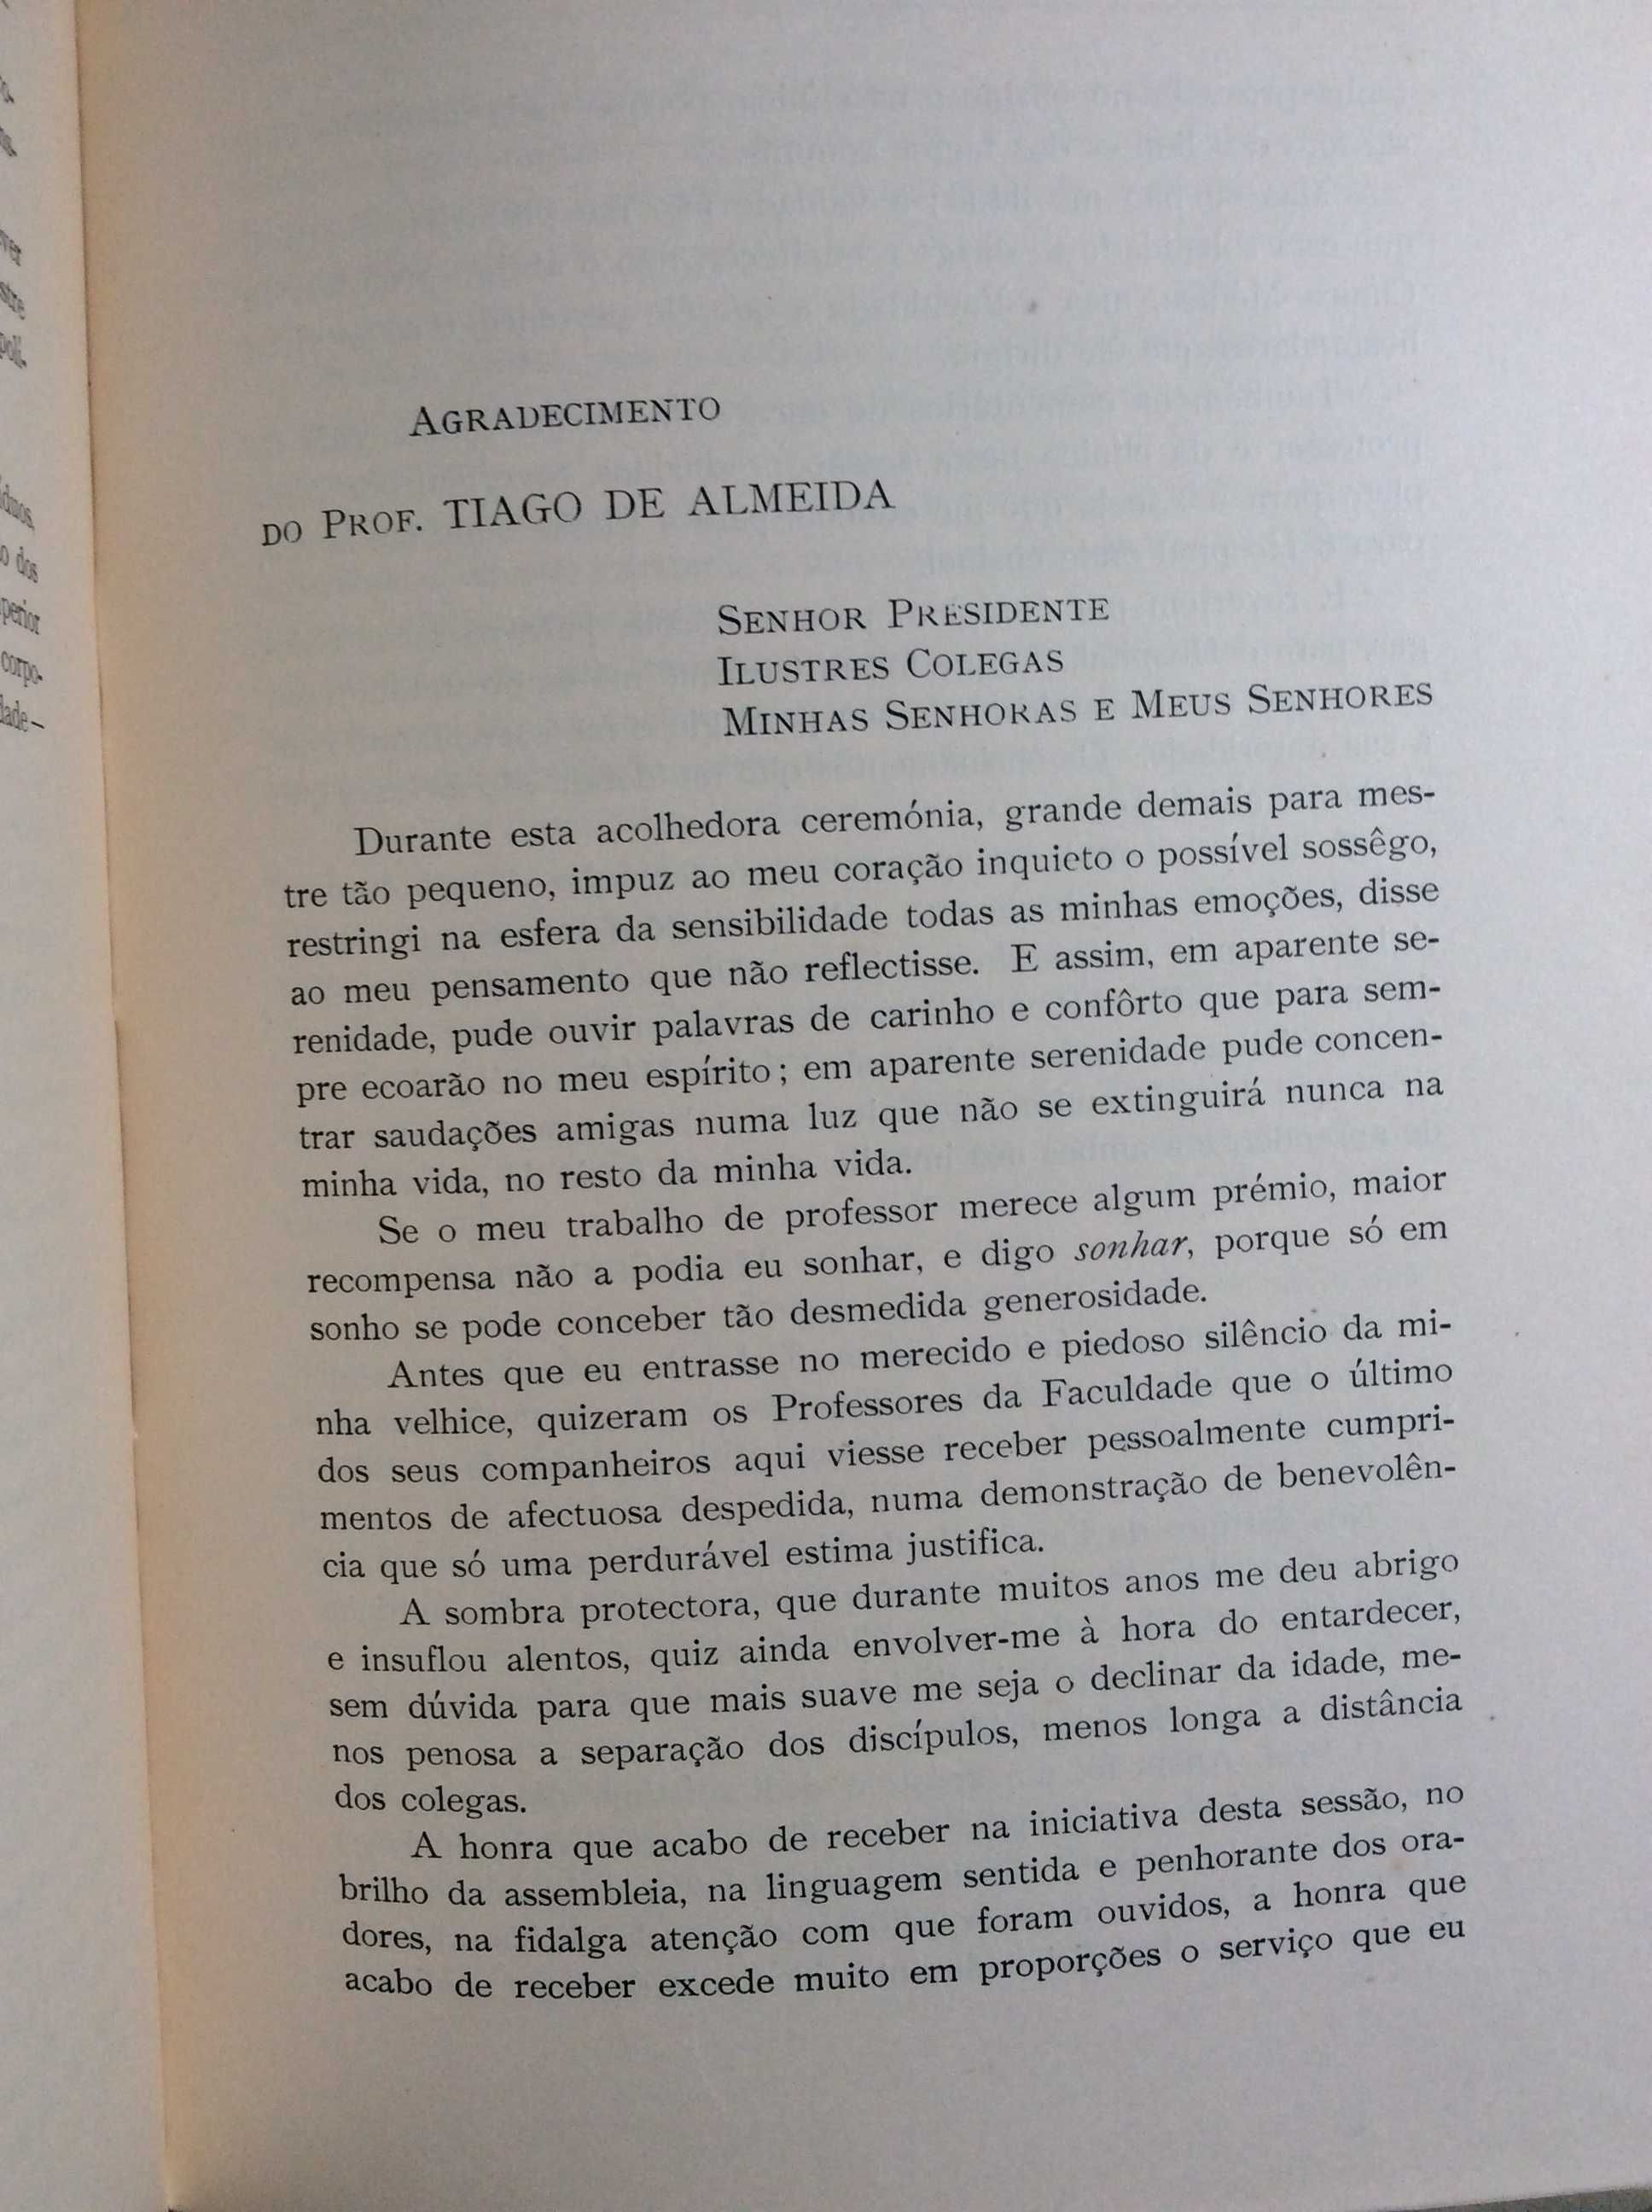 AGRADECIMENTO
DO PROF. TIAGO DE ALMEIDA
SENHOR PRESIDENTE
ILUSTRES COLEGAS
MINHAS SENHORAS E MEUS SENHORES
Durante esta acolhedora ceremónia, grande demais para mes-
tre tão pequeno, impuz ao meu coração inquieto o possível sossêgo,
restringi na esfera da sensibilidade todas as minhas emoções, disse
ao meu pensamento que não reflectisse. E assim, em aparente se-
renidade, pude ouvir palavras de carinho e confôrto que para sem-
pre ecoarão no meu espírito; em aparente serenidade pude concen-
trar saudações amigas numa luz que não se extinguirá nunca na
minha vida, no resto da minha vida.
Se o meu trabalho de professor merece algum prémio, maior
recompensa não a podia eu sonhar, e digo sonhar, porque só em
sonho se pode conceber tão desmedida generosidade.
Antes que eu entrasse no merecido e piedoso silêncio da mi-
nha velhice, quizeram os Professores da Faculdade que o último
dos seus companheiros aqui viesse receber pessoalmente cumpri-
mentos de afectuosa despedida, numa demonstração de benevolên-
cia que só uma perdurável estima justifica.
A sombra protectora, que durante muitos anos me deu abrigo
e insuflou alentos, quiz ainda envolver-me à hora do entardecer,
sem dúvida para que mais suave me seja o declinar da idade, me-
nos penosa a separação dos discípulos, menos longa a distância
dos colegas.
A honra que acabo de receber na iniciativa desta sessão, no
brilho da assembleia, na linguagem sentida e penhorante dos ora-
dores, na fidalga atenção com que foram ouvidos, a honra que
acabo de receber excede muito em proporções o serviço que eu